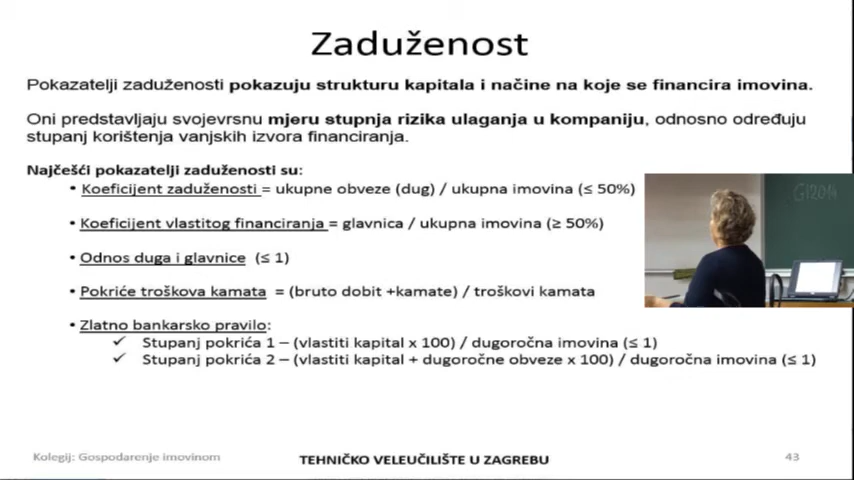 Zaduženost
Pokazatelji zaduženosti pokazuju strukturu kapitala i načine na koje se financira imovina.
Oni predstavljaju svojevrsnu mjeru stupnja rizika ulaganja u kompaniju, odnosno određuju
stupanj korištenja vanjskih izvora financiranja.
Najčešći pokazatelji zaduženosti su:
• Koeficijent zaduženosti = ukupne obveze (dug) / ukupna imovina (≤ 50%)
• Koeficijent vlastitog financiranja = glavnica / ukupna imovina (≥ 50%)
• Odnos duga i glavnice (≤ 1)
• Pokriće troškova kamata = (bruto dobit +kamate) / troškovi kamata
• Zlatno bankarsko pravilo:
✓ Stupanj pokrića 1 – (vlastiti kapital x 100) / dugoročna imovina (≤ 1)
✓ Stupanj pokrića 2 – (vlastiti kapital + dugoročne obveze x 100) / dugoročna imovina (≤ 1)
GI2014
Kolegij: Gospodarenje imovinom
TEHNIČKO VELEUČILIŠTE U ZAGREBU
43